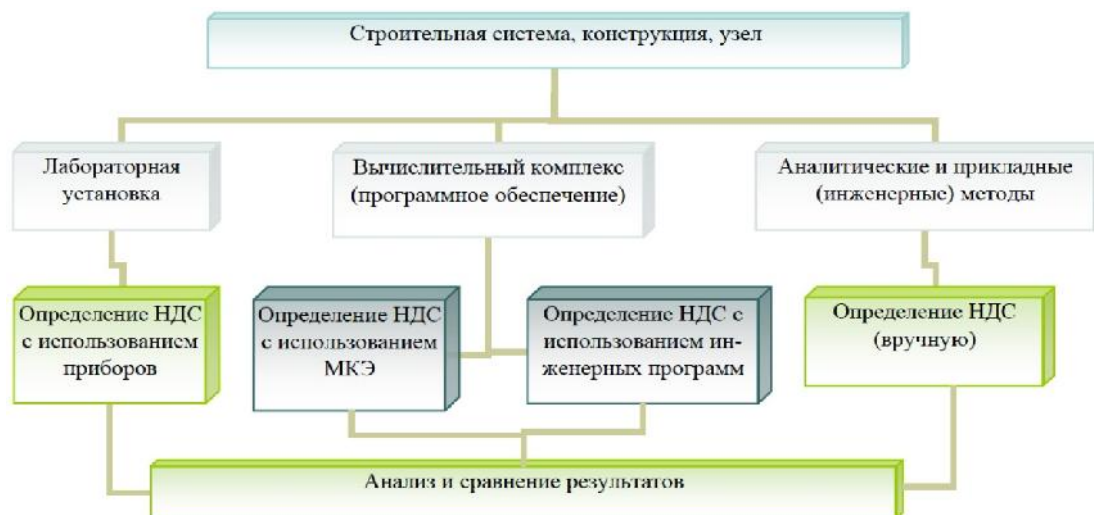 Строительная система, конструкция, узел
Лабораторная
установка
Вычислительный комплекс
(программное обеспечение)
Аналитические и прикладные
(инженерные) методы
Определение НДС
с использованием
приборов
Определение НДС
с использованием
МКЭ
Определение НДС с
использованием ин-
женерных программ
Определение НДС
(вручную)
Анализ и сравнение результатов